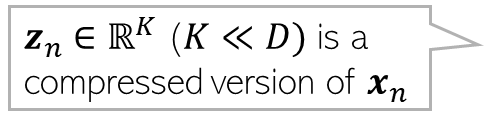 𝒛ₙ ∈ ℝᴷ (K ≪ D) is a
compressed version of 𝒙ₙ